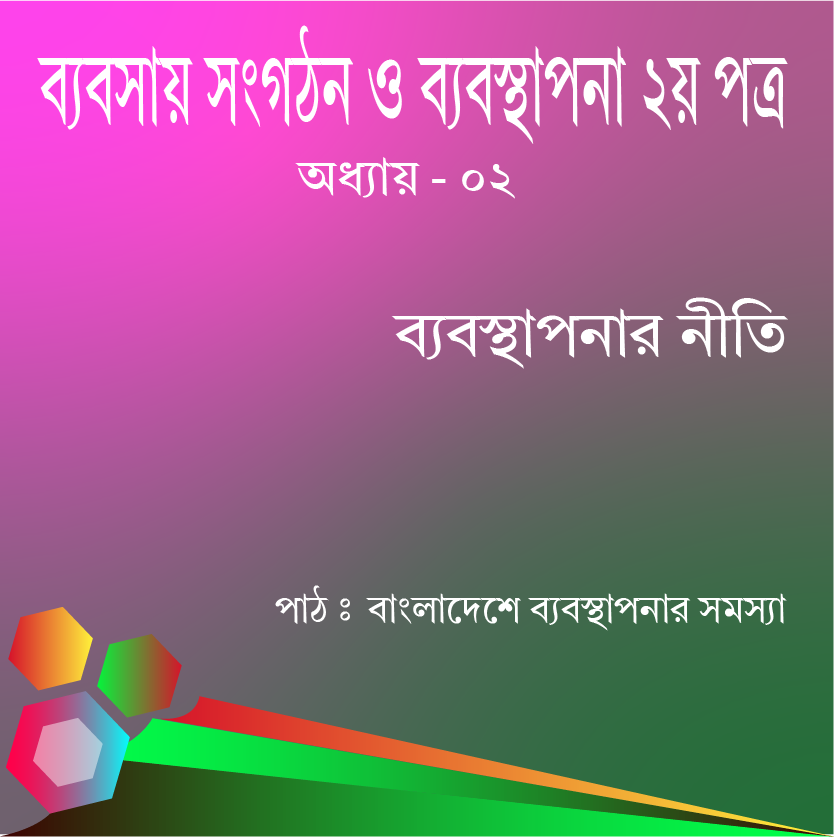 ব্যবসায় সংগঠন ও ব্যবস্থাপনা ২য় পত্র
অধ্যায় - ০২
ব্যবস্থাপনার নীতি
পাঠ ঃ বাংলাদেশে ব্যবস্থাপনার সমস্যা